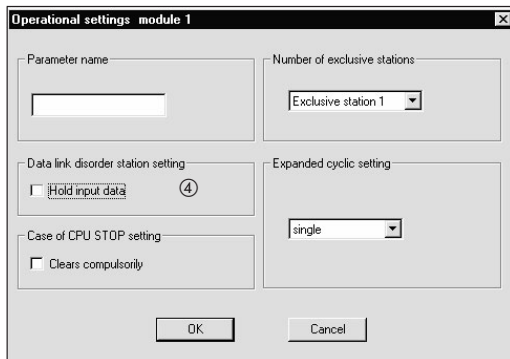 Operational settings module 1
Parameter name
Number of exclusive stations
Exclusive station 1
Data link disorder station setting
Hold input data
④
Expanded cyclic setting
single
Case of CPU STOP setting
Clears compulsorily
OK
Cancel